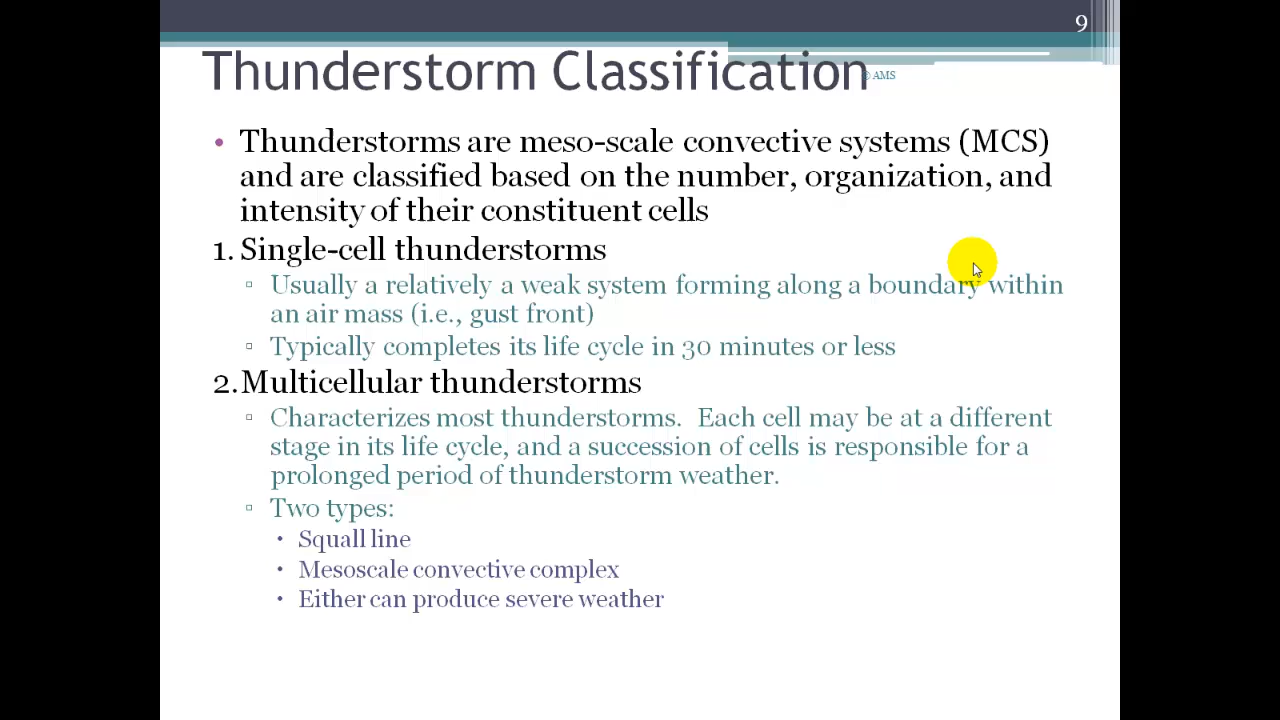 9
Thunderstorm Classification
© AMS
• Thunderstorms are meso-scale convective systems (MCS)
and are classified based on the number, organization, and
intensity of their constituent cells
1. Single-cell thunderstorms
▫ Usually a relatively a weak system forming along a boundary within
an air mass (i.e., gust front)
▫ Typically completes its life cycle in 30 minutes or less
2. Multicellular thunderstorms
▫ Characterizes most thunderstorms. Each cell may be at a different
stage in its life cycle, and a succession of cells is responsible for a
prolonged period of thunderstorm weather.
▫ Two types:
• Squall line
• Mesoscale convective complex
• Either can produce severe weather